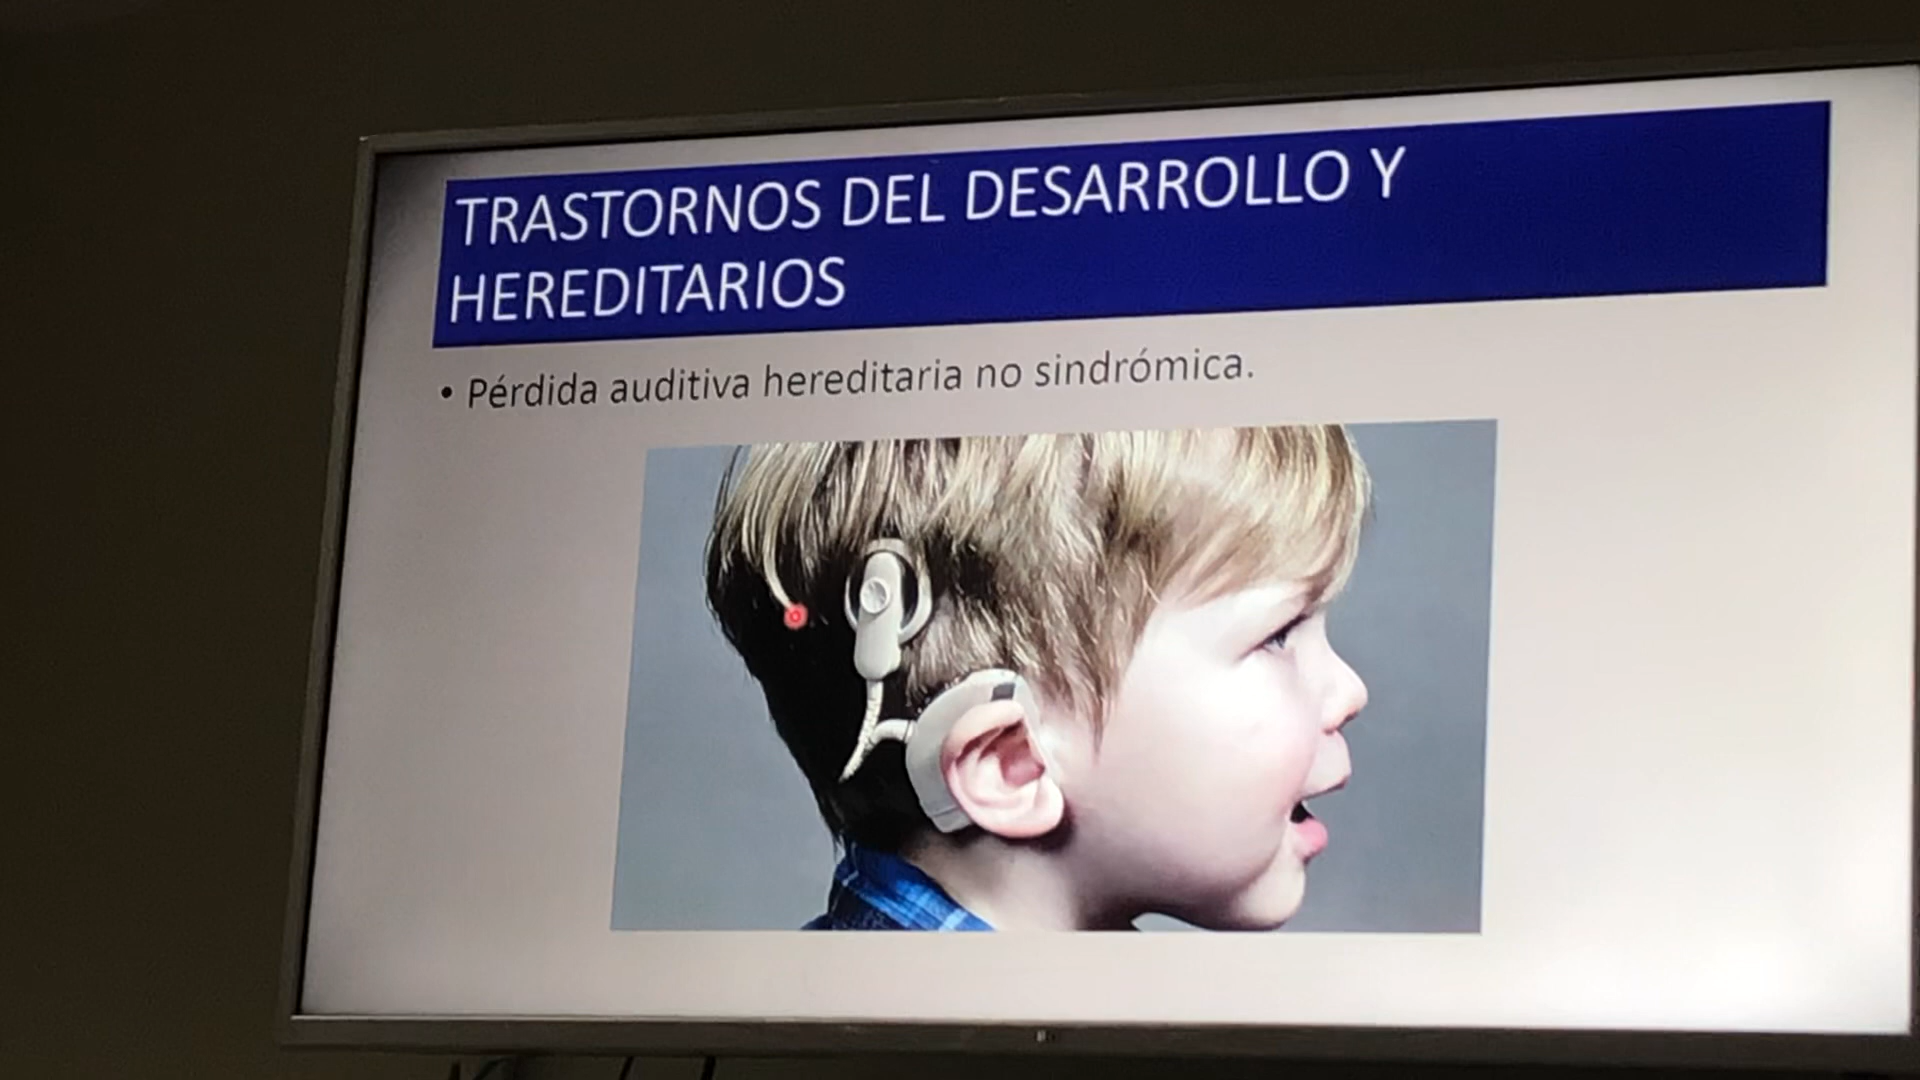 TRASTORNOS DEL DESARROLLO Y
HEREDITARIOS
• Pérdida auditiva hereditaria no sindrómica.